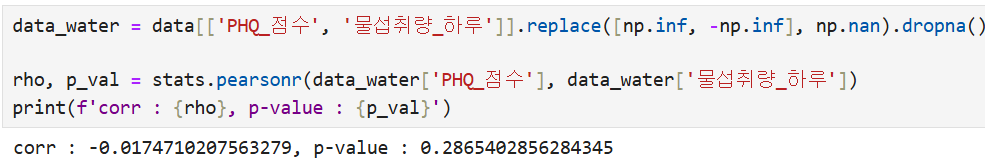 data_water = data[['PHQ_점수', '물섭취량_하루']].replace([np.inf, -np.inf], np.nan).dropna()
rho, p_val = stats.pearsonr(data_water['PHQ_점수'], data_water['물섭취량_하루'])
print(f'corr : {rho}, p-value : {p_val}')
corr : -0.0174710207563279, p-value : 0.2865402856284345